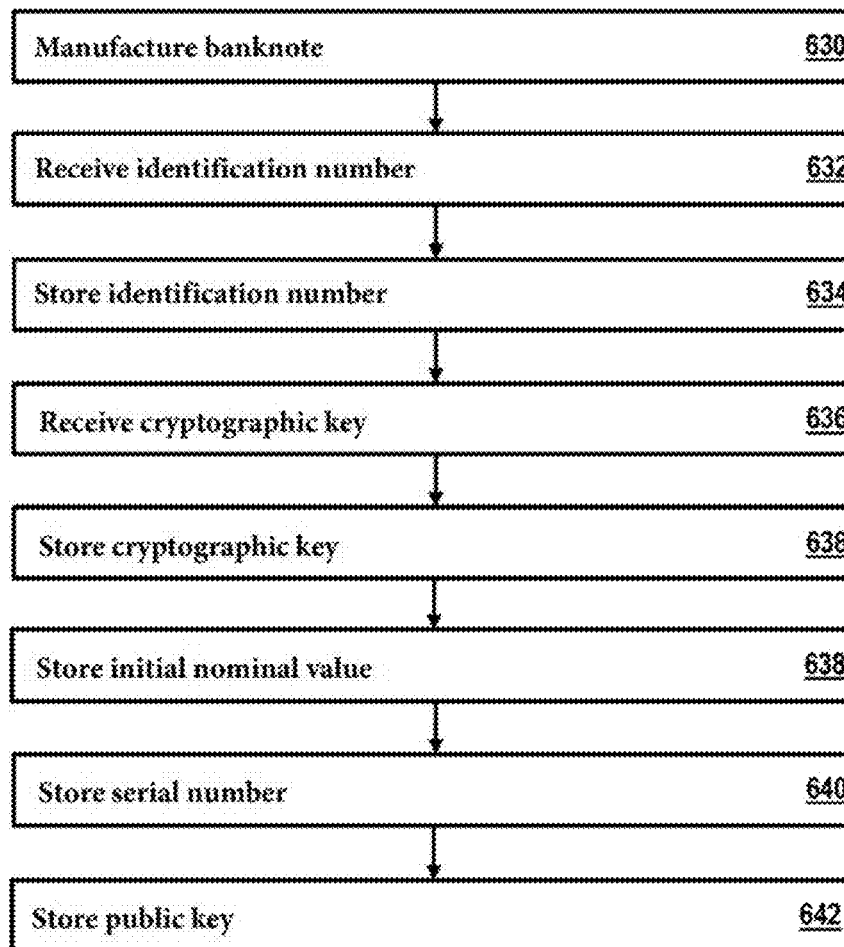 Manufacture banknote 630
Receive identification number 632
Store identification number 634
Receive cryptographic key 636
Store cryptographic key 638
Store initial nominal value 638
Store serial number 640
Store public key 642